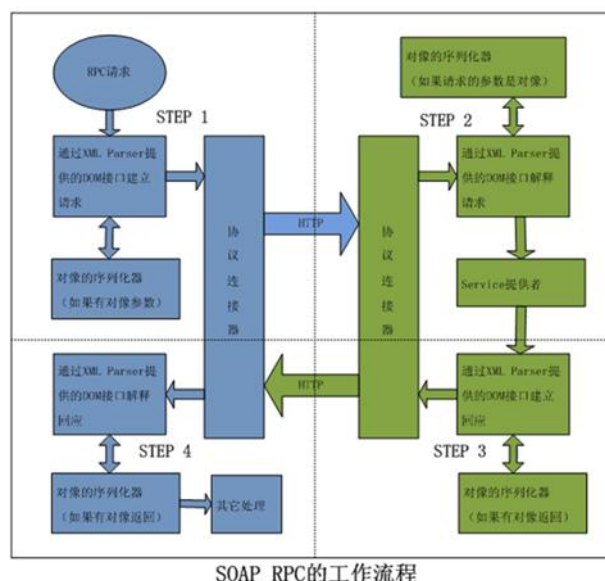 RPC请求
STEP 1
通过XML Parser提
供的DOM接口建立
请求
对像的序列化器
（如果有对像参数）
协
议
连
接
器
HTTP
对像的序列化器
（如果请求的参数是对像）
STEP 2
通过XML Parser提
供的DOM接口解释
请求
协
议
连
接
器
Service提供者
通过XML Parser提
供的DOM接口解释
回应
STEP 4
对像的序列化器
（如果有对像返回）
其它处理
HTTP
通过XML Parser提
供的DOM接口建立
回应
STEP 3
对像的序列化器
（如果有对像返回）
SOAP RPC的工作流程